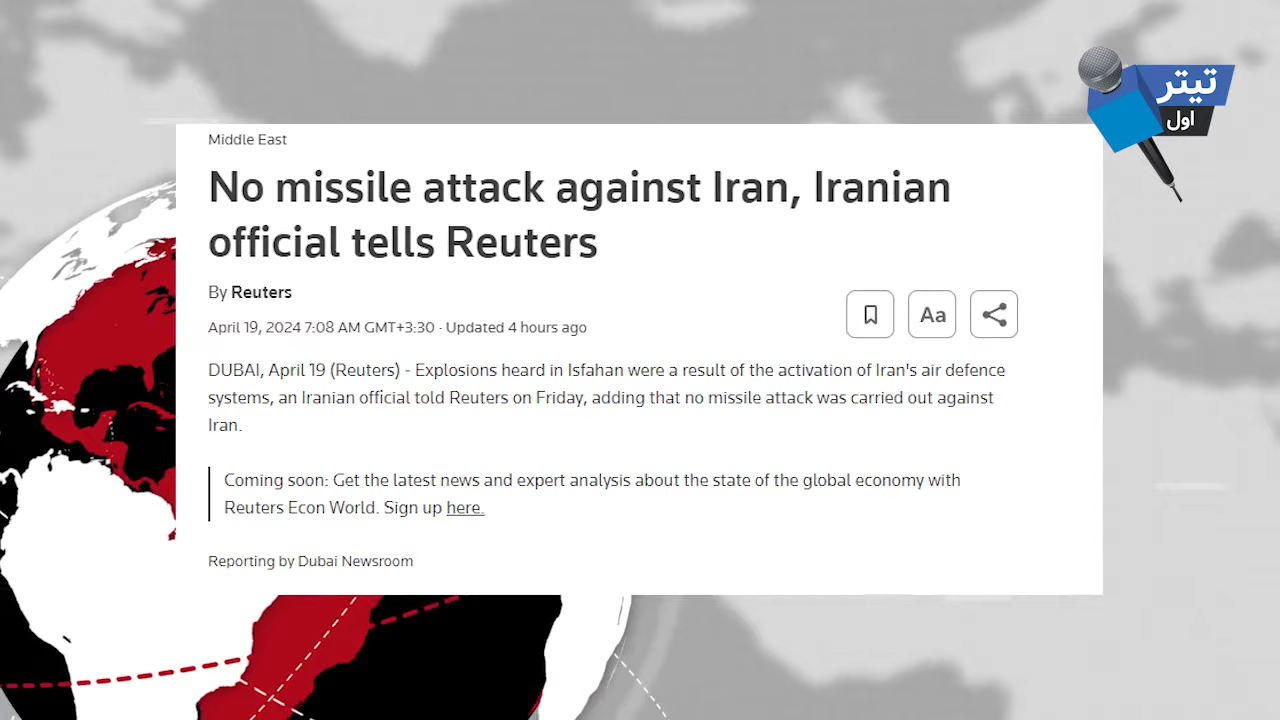 تیتر
اول
Middle East
No missile attack against Iran, Iranian
official tells Reuters
By Reuters
April 19, 2024 7:08 AM GMT+3:30 · Updated 4 hours ago
Aa
DUBAI, April 19 (Reuters) - Explosions heard in Isfahan were a result of the activation of Iran's air defence
systems, an Iranian official told Reuters on Friday, adding that no missile attack was carried out against
Iran.
Coming soon: Get the latest news and expert analysis about the state of the global economy with
Reuters Econ World. Sign up here.
Reporting by Dubai Newsroom